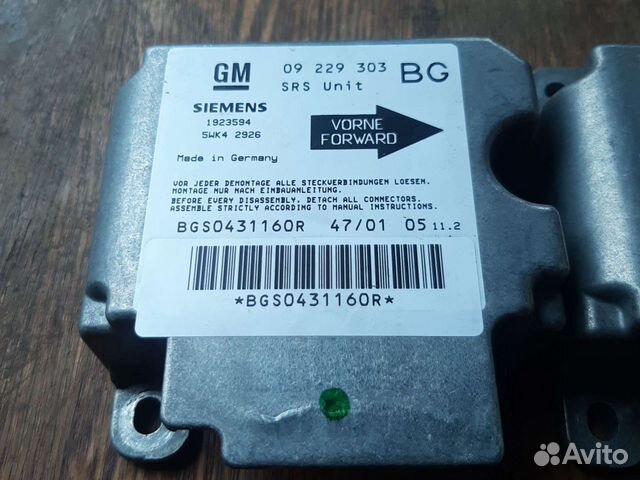 GM 09 229 303 BG
SRS Unit
SIEMENS
1923594
5WK4 2926
VORNE
FORWARD
Made in Germany
VOR JEDER DEMONTAGE ALLE STECKVERBINDUNGEN LOESEN.
MONTAGE NUR NACH EINBAUANLEITUNG.
BEFORE EVERY DISASSEMBLY, DETACH ALL CONNECTORS.
ASSEMBLE STRICTLY ACCORDING TO MANUAL INSTRUCTIONS.
BGS0431160R 47/01 05 11.2
*BGS0431160R*
Avito